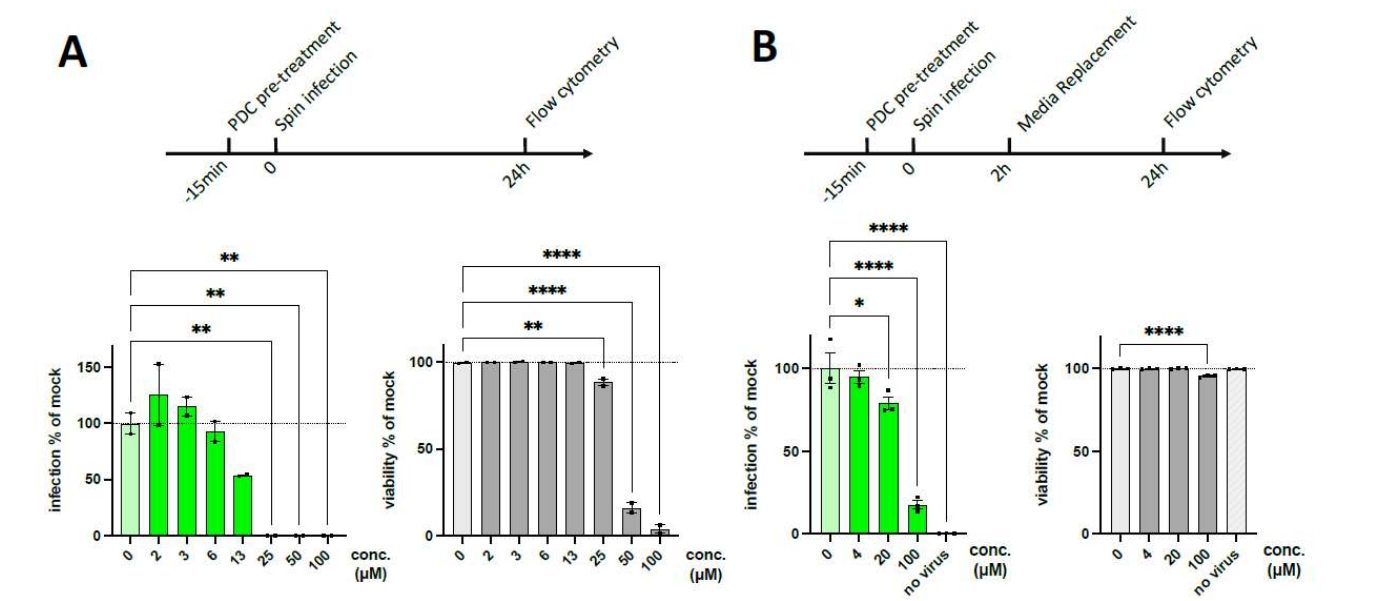 A
PDC pre-treatment
Spin infection
Flow cytometry
-15min
0
24h
B
PDC pre-treatment
Spin infection
Media Replacement
Flow cytometry
-15min
0
2h
24h
**
**
**
infection % of mock
150
100
50
0
0 2 3 6 13 25 50 100
conc.
(µM)
****
****
**
viability % of mock
100
50
0
0 2 3 6 13 25 50 100
conc.
(µM)
****
****
*
infection % of mock
100
50
0
0 4 20 100 no virus
conc.
(µM)
****
viability % of mock
100
50
0
0 4 20 100 no virus
conc.
(µM)